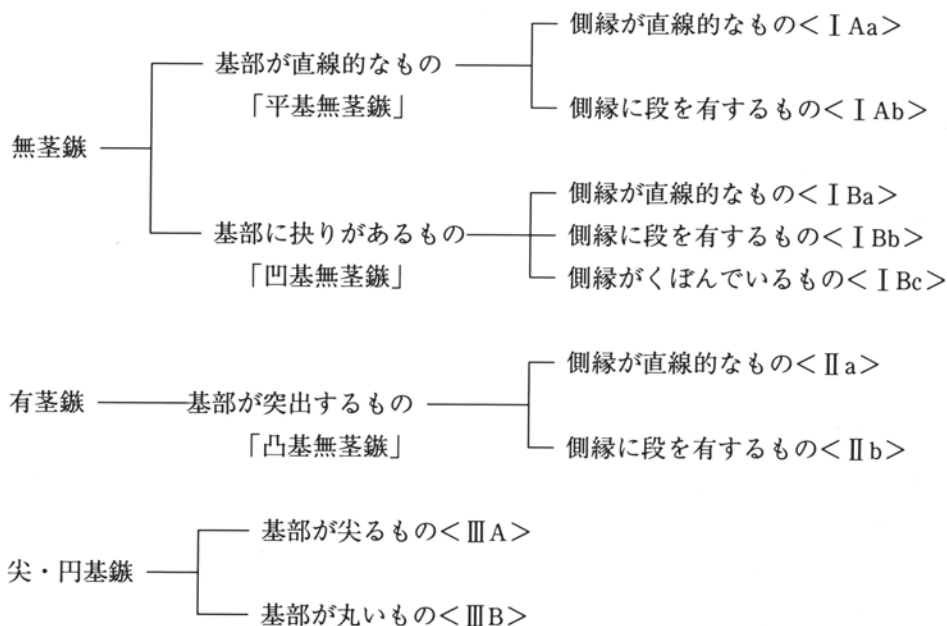 無茎鏃
基部が直線的なもの
「平基無茎鏃」
側縁が直線的なもの<ⅠAa>
側縁に段を有するもの<ⅠAb>
基部に抉りがあるもの
「凹基無茎鏃」
側縁が直線的なもの<ⅠBa>
側縁に段を有するもの<ⅠBb>
側縁がくぼんでいるもの<ⅠBc>
有茎鏃
基部が突出するもの
「凸基無茎鏃」
側縁が直線的なもの<Ⅱa>
側縁に段を有するもの<Ⅱb>
尖・円基鏃
基部が尖るもの<ⅢA>
基部が丸いもの<ⅢB>